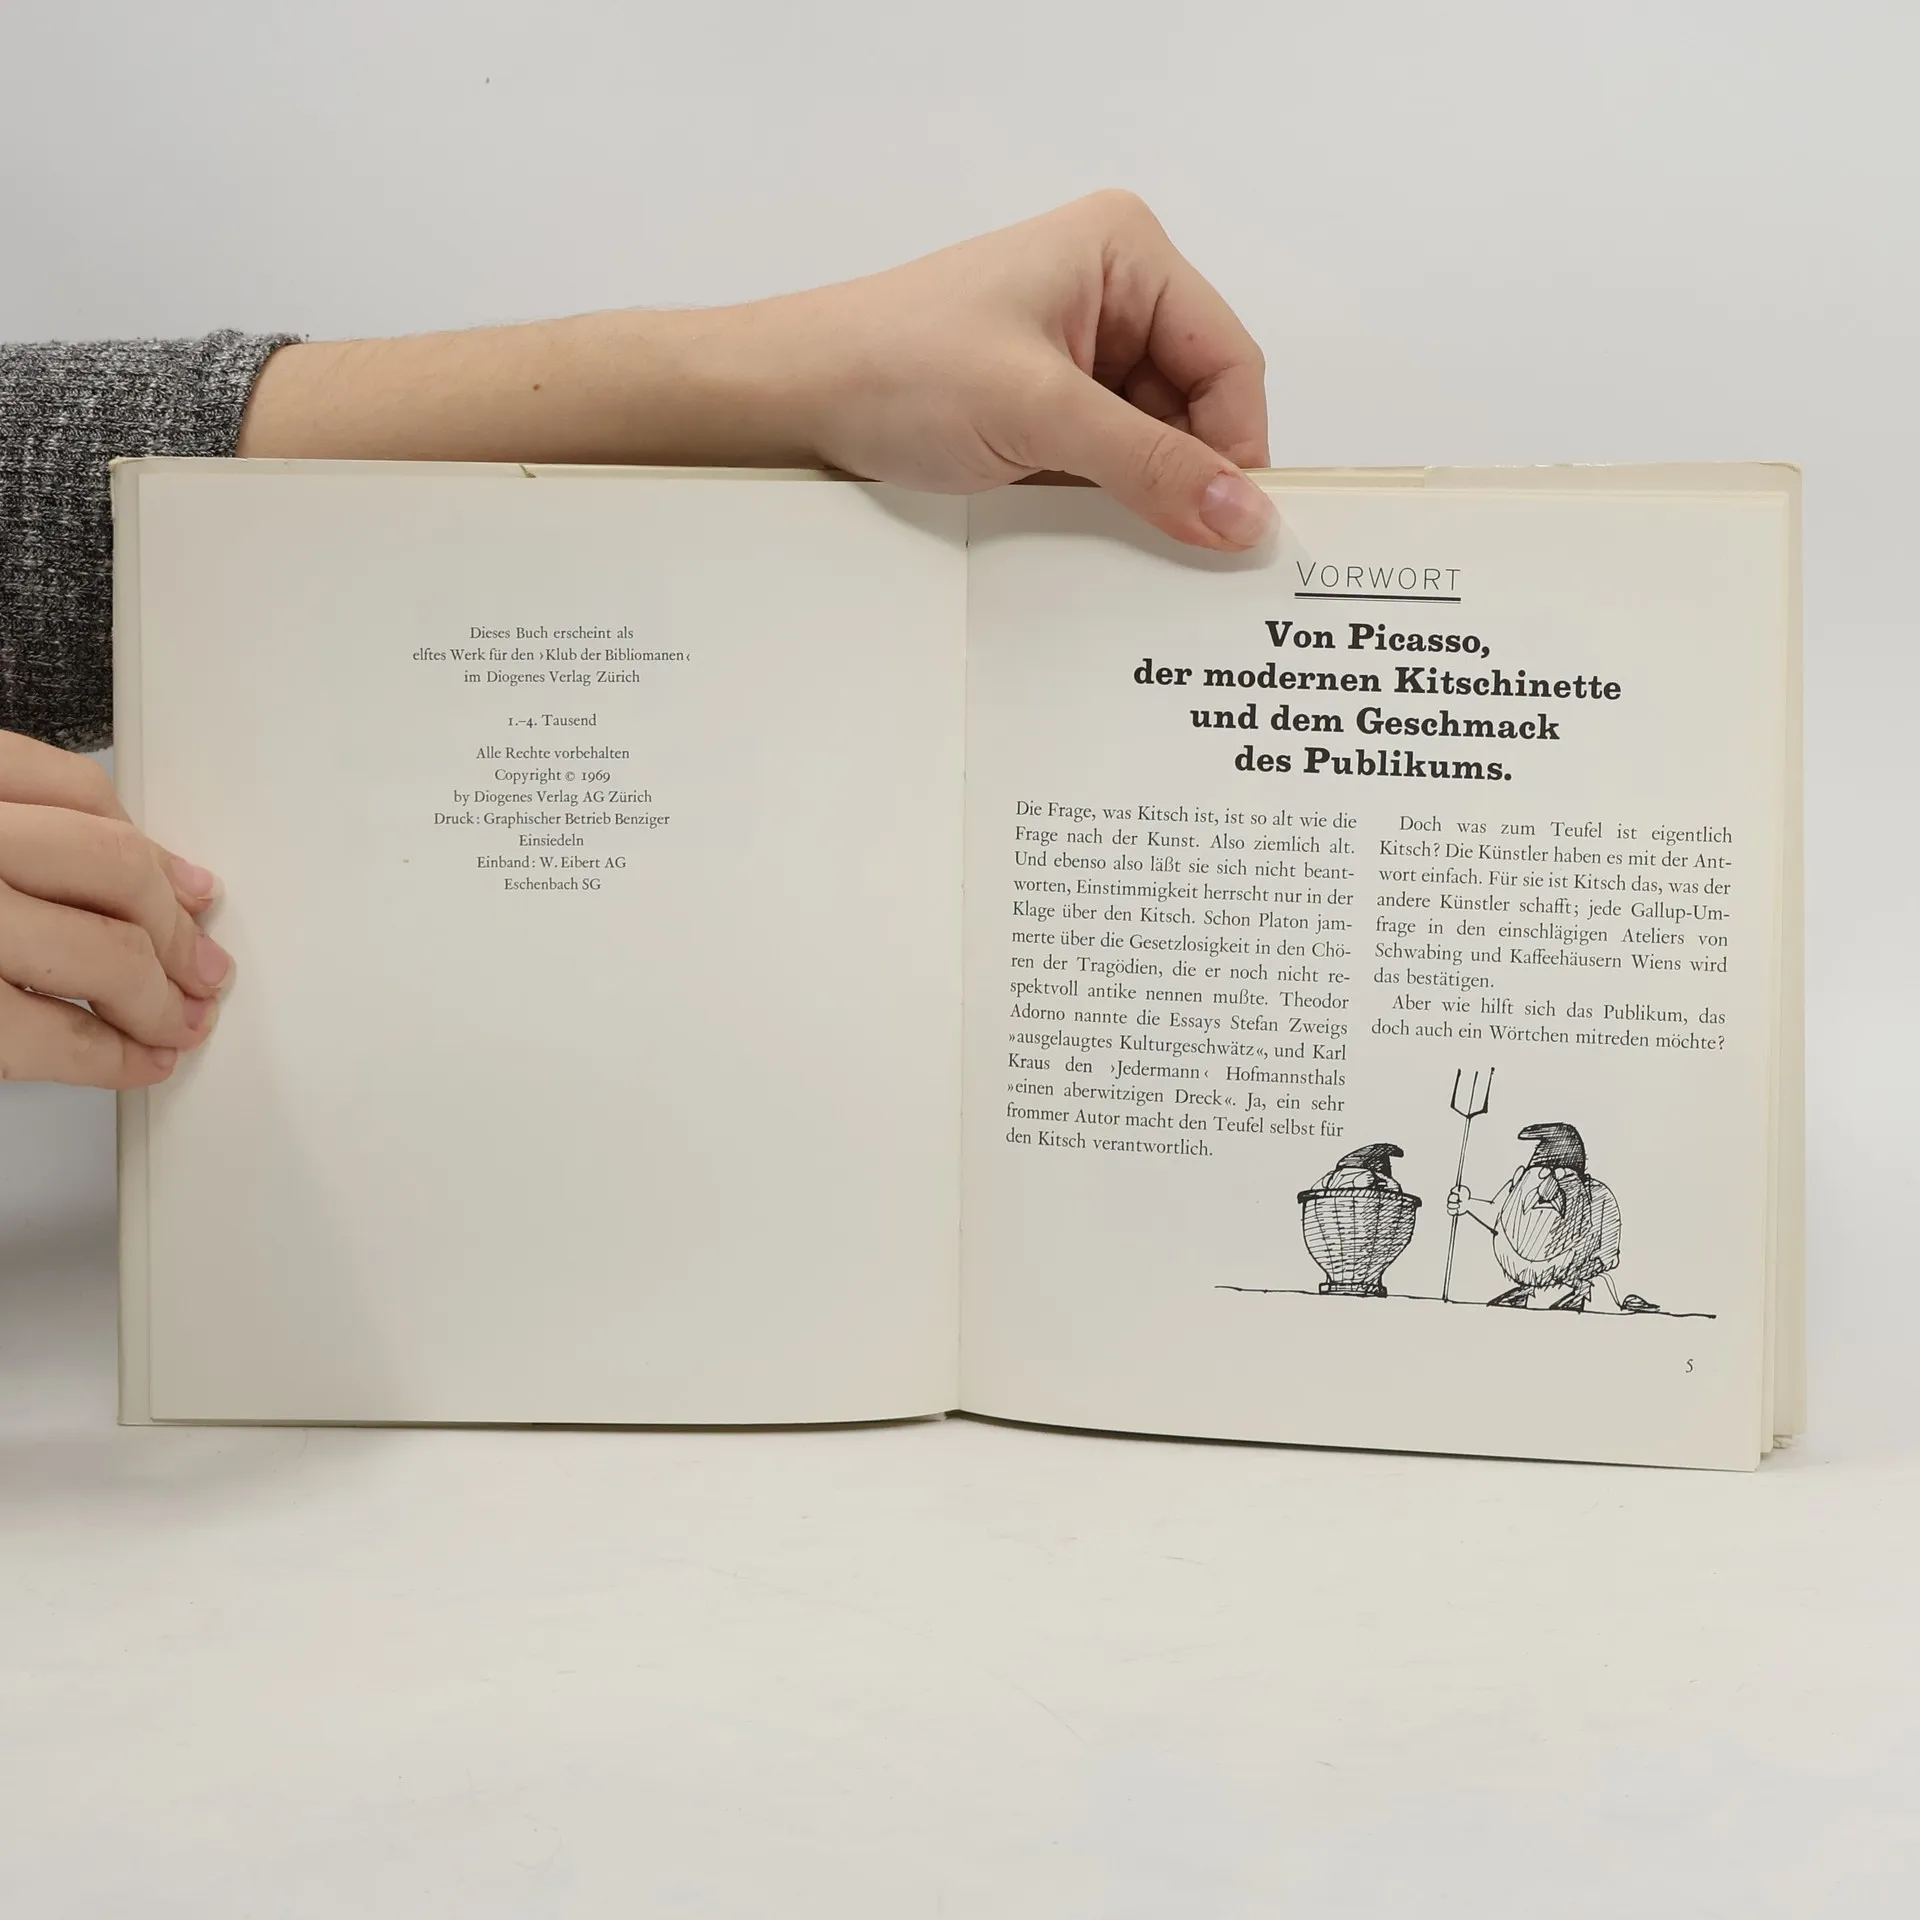 Dieses Buch erscheint als
elftes Werk für den ›Klub der Bibliomanen‹
im Diogenes Verlag Zürich
1.–4. Tausend
Alle Rechte vorbehalten
Copyright © 1969
by Diogenes Verlag AG Zürich
Druck: Graphischer Betrieb Benziger
Einsiedeln
Einband: W. Eibert AG
Eschenbach SG
VORWORT
Von Picasso,
der modernen Kitschinette
und dem Geschmack
des Publikums.
Die Frage, was Kitsch ist, ist so alt wie die
Frage nach der Kunst. Also ziemlich alt.
Und ebenso also läßt sie sich nicht beant-
worten, Einstimmigkeit herrscht nur in der
Klage über den Kitsch. Schon Platon jam-
merte über die Gesetzlosigkeit in den Chö-
ren der Tragödien, die er noch nicht re-
spektvoll antike nennen mußte. Theodor
Adorno nannte die Essays Stefan Zweigs
»ausgelaugtes Kulturgeschwätz«, und Karl
Kraus den ›Jedermann‹ Hofmannsthals
»einen aberwitzigen Dreck«. Ja, ein sehr
frommer Autor macht den Teufel selbst für
den Kitsch verantwortlich.
Doch was zum Teufel ist eigentlich
Kitsch? Die Künstler haben es mit der Ant-
wort einfach. Für sie ist Kitsch das, was der
andere Künstler schafft; jede Gallup-Um-
frage in den einschlägigen Ateliers von
Schwabing und Kaffeehäusern Wiens wird
das bestätigen.
Aber wie hilft sich das Publikum, das
doch auch ein Wörtchen mitreden möchte?
5